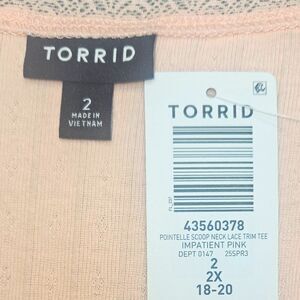 TORRID
2
MADE IN
VIETNAM
TORRID
43560378
POINTELLE SCOOP NECK LACE TRIM TEE
IMPATIENT PINK
DEPT 0147 25SPR3
2
2X
18-20